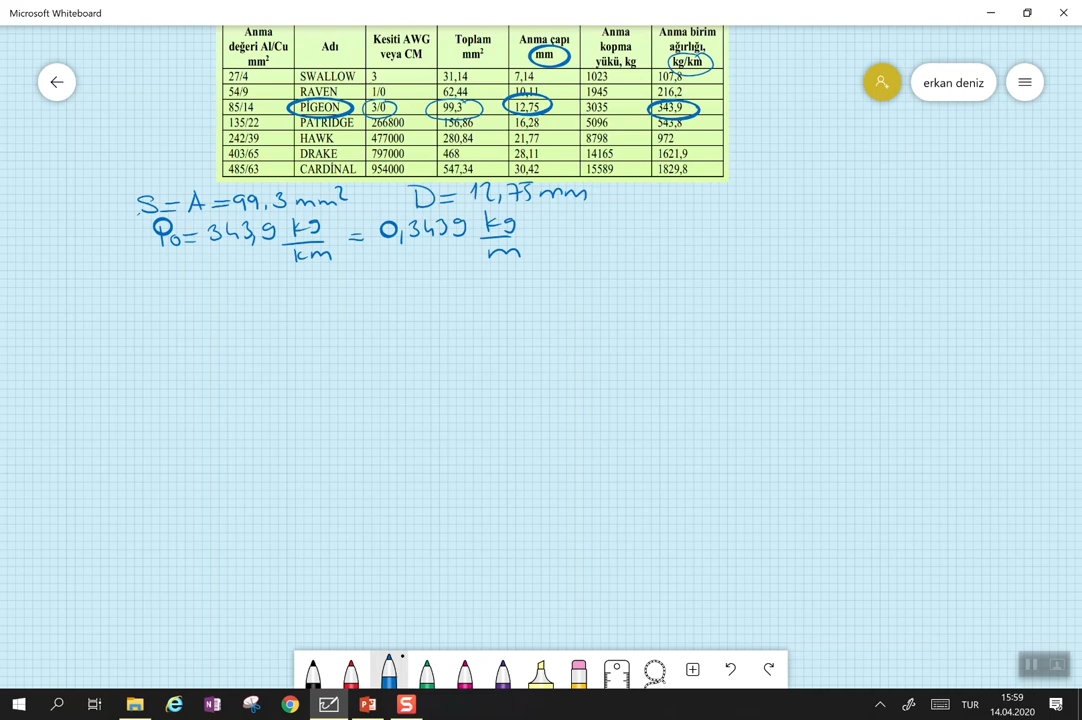 Microsoft Whiteboard
Anma değeri Al/Cu mm² Adı Kesiti AWG veya CM Toplam mm² Anma çapı mm Anma kopma yükü, kg Anma birim ağırlığı, kg/km
27/4 SWALLOW 3 31,14 7,14 1023 107,8
54/9 RAVEN 1/0 62,44 10,11 1945 216,2
85/14 PİGEON 3/0 99,3 12,75 3035 343,9
135/22 PATRİDGE 266800 156,86 16,28 5096 543,8
242/39 HAWK 477000 280,84 21,77 8798 972
403/65 DRAKE 797000 468 28,11 14165 1621,9
485/63 CARDİNAL 954000 547,34 30,42 15589 1829,8
erkan deniz
S = A = 99,3 mm² D = 12,75 mm
P₀ = 343,9 kg/km = 0,3439 kg/m
TUR
15:59
14.04.2020